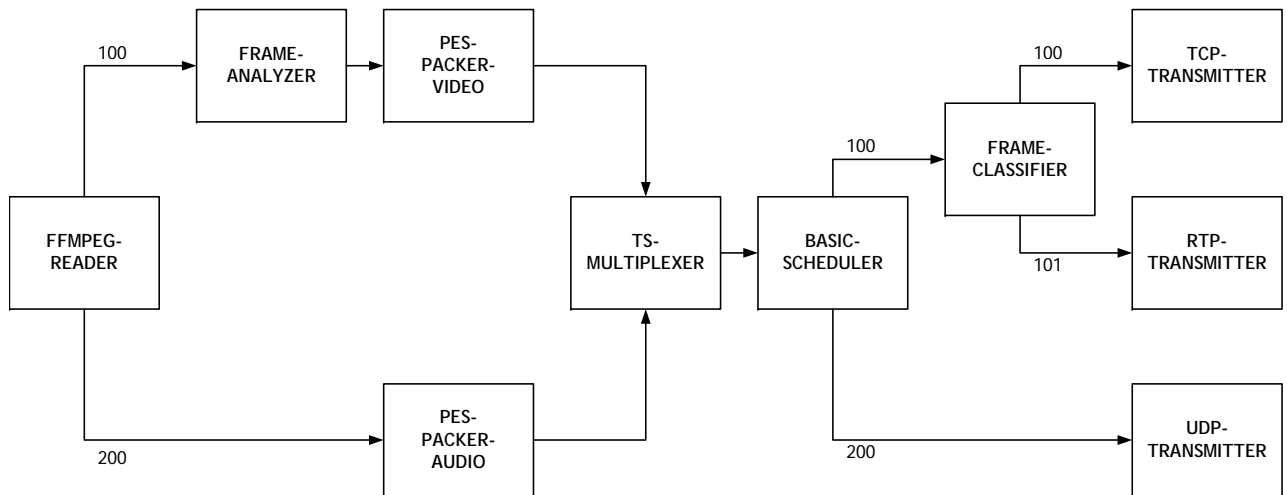 100
FRAME-
ANALYZER
PES-
PACKER-
VIDEO
100
TCP-
TRANSMITTER
100
FRAME-
CLASSIFIER
FFMPEG-
READER
TS-
MULTIPLEXER
BASIC-
SCHEDULER
101
RTP-
TRANSMITTER
200
PES-
PACKER-
AUDIO
200
UDP-
TRANSMITTER